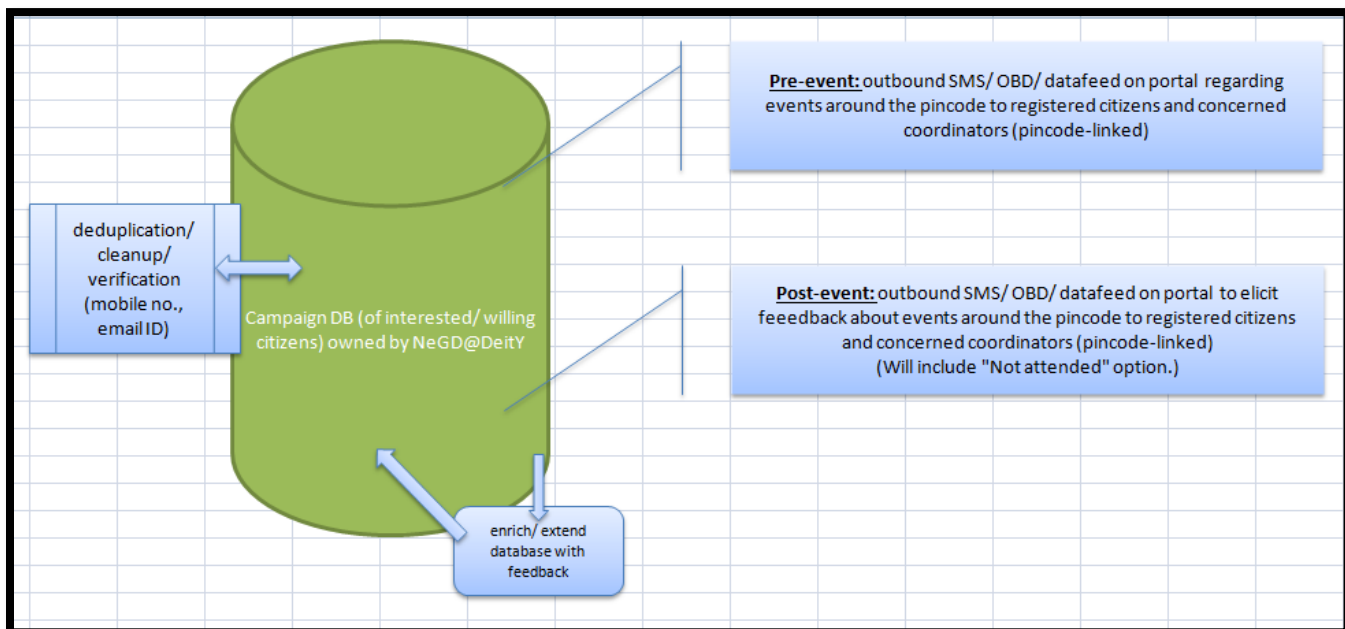 Pre-event: outbound SMS/ OBD/ datafeed on portal regarding
events around the pincode to registered citizens and concerned
coordinators (pincode-linked)
deduplication/
cleanup/
verification
(mobile no.,
email ID)
Campaign DB (of interested/ willing
citizens) owned by NeGD@DeitY
Post-event: outbound SMS/ OBD/ datafeed on portal to elicit
feeedback about events around the pincode to registered citizens
and concerned coordinators (pincode-linked)
(Will include "Not attended" option.)
enrich/ extend
database with
feedback